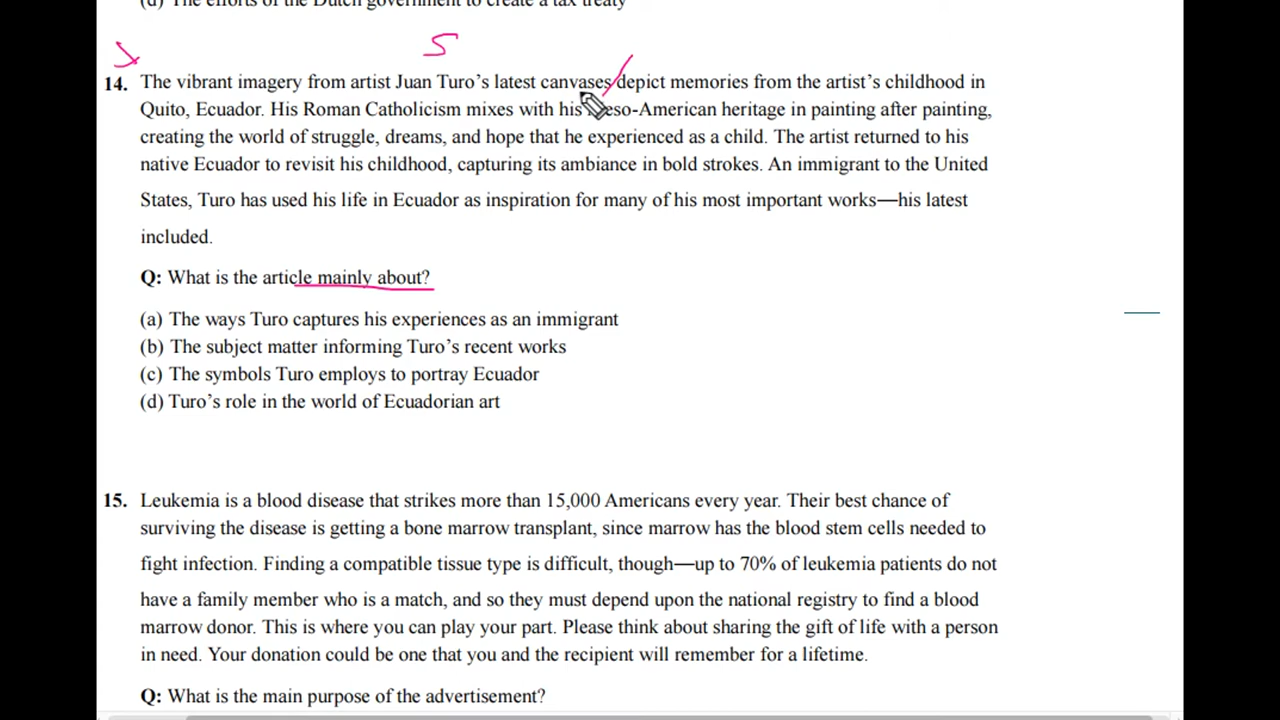 (d) The efforts of the Dutch government to create a tax treaty
S
14. The vibrant imagery from artist Juan Turo's latest canvases depict memories from the artist's childhood in
Quito, Ecuador. His Roman Catholicism mixes with his eso-American heritage in painting after painting,
creating the world of struggle, dreams, and hope that he experienced as a child. The artist returned to his
native Ecuador to revisit his childhood, capturing its ambiance in bold strokes. An immigrant to the United
States, Turo has used his life in Ecuador as inspiration for many of his most important works—his latest
included.
Q: What is the article mainly about?
(a) The ways Turo captures his experiences as an immigrant
(b) The subject matter informing Turo's recent works
(c) The symbols Turo employs to portray Ecuador
(d) Turo's role in the world of Ecuadorian art
15. Leukemia is a blood disease that strikes more than 15,000 Americans every year. Their best chance of
surviving the disease is getting a bone marrow transplant, since marrow has the blood stem cells needed to
fight infection. Finding a compatible tissue type is difficult, though—up to 70% of leukemia patients do not
have a family member who is a match, and so they must depend upon the national registry to find a blood
marrow donor. This is where you can play your part. Please think about sharing the gift of life with a person
in need. Your donation could be one that you and the recipient will remember for a lifetime.
Q: What is the main purpose of the advertisement?